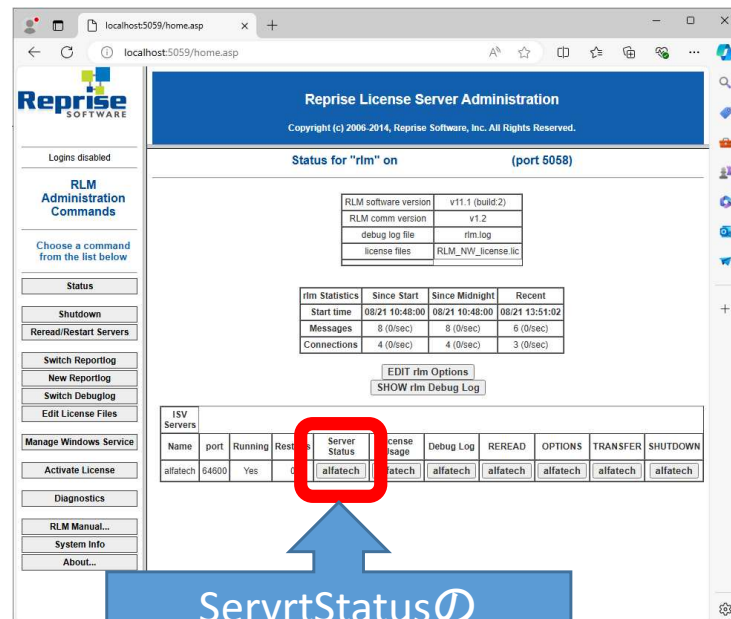 localhost:5059/home.asp
localhost:5059/home.asp
Reprise
SOFTWARE
Logins disabled
RLM
Administration
Commands
Choose a command
from the list below
Status
Shutdown
Reread/Restart Servers
Switch Reportlog
New Reportlog
Switch Debuglog
Edit License Files
Manage Windows Service
Activate License
Diagnostics
RLM Manual...
System Info
About...
Reprise License Server Administration
Copyright (c) 2006-2014, Reprise Software, Inc. All Rights Reserved.
Status for "rlm" on (port 5058)
RLM software version v11.1 (build:2)
RLM comm version v1.2
debug log file rlm.log
license files RLM_NW_license.lic
rlm Statistics Since Start Since Midnight Recent
Start time 08/21 10:48:00 08/21 10:48:00 08/21 13:51:02
Messages 8 (0/sec) 8 (0/sec) 6 (0/sec)
Connections 4 (0/sec) 4 (0/sec) 3 (0/sec)
EDIT rlm Options
SHOW rlm Debug Log
ISV
Servers
Name port Running Server Status Debug Log REREAD OPTIONS TRANSFER SHUTDOWN
alfatech 64600 Yes 0 alfatech alfatech alfatech alfatech alfatech alfatech alfatech
ServrtStatusの